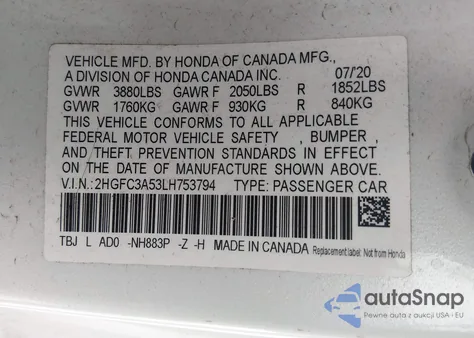 VEHICLE MFD. BY HONDA OF CANADA MFG.,
A DIVISION OF HONDA CANADA INC. 07/20
GVWR 3880LBS GAWR F 2050LBS R 1852LBS
GVWR 1760KG GAWR F 930KG R 840KG
THIS VEHICLE CONFORMS TO ALL APPLICABLE
FEDERAL MOTOR VEHICLE SAFETY , BUMPER ,
AND THEFT PREVENTION STANDARDS IN EFFECT
ON THE DATE OF MANUFACTURE SHOWN ABOVE.
V.I.N.: 2HGFC3A53LH753794 TYPE: PASSENGER CAR
TBJ L AD0 -NH883P -Z -H MADE IN CANADA Replacement label: Not from Honda
autoSnap
Pewne auta z aukcji USA i EU